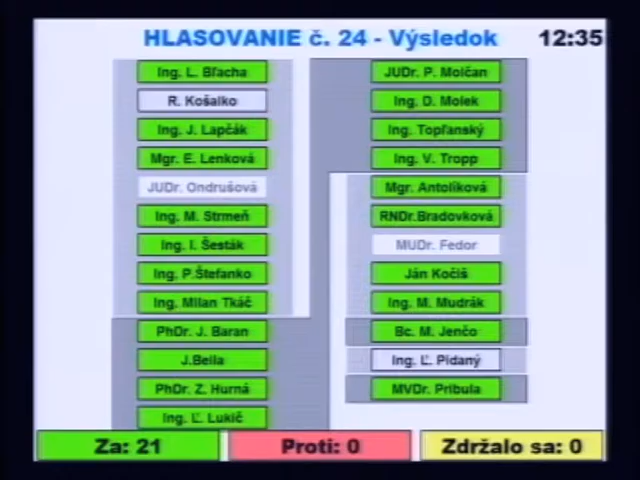 HLASOVANIE č. 24 - Výsledok
12:35
Ing. L. Bľacha
R. Košalko
Ing. J. Lapčák
Mgr. E. Lenková
JUDr. Ondrušová
Ing. M. Strmeň
Ing. I. Šesták
Ing. P.Štefanko
Ing. Milan Tkáč
PhDr. J. Baran
J.Bella
PhDr. Z. Hurná
Ing. Ľ. Lukič
JUDr. P. Molčan
Ing. D. Molek
Ing. Topľanský
Ing. V. Tropp
Mgr. Antolíková
RNDr.Bradovková
MUDr. Fedor
Ján Kočiš
Ing. M. Mudrák
Bc. M. Jenčo
Ing. Ľ. Pidaný
MVDr. Pribula
Za: 21
Proti: 0
Zdržalo sa: 0